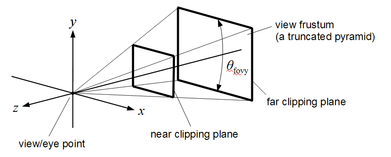 y
view frustum
(a truncated pyramid)
θfovy
far clipping plane
z
x
near clipping plane
view/eye point